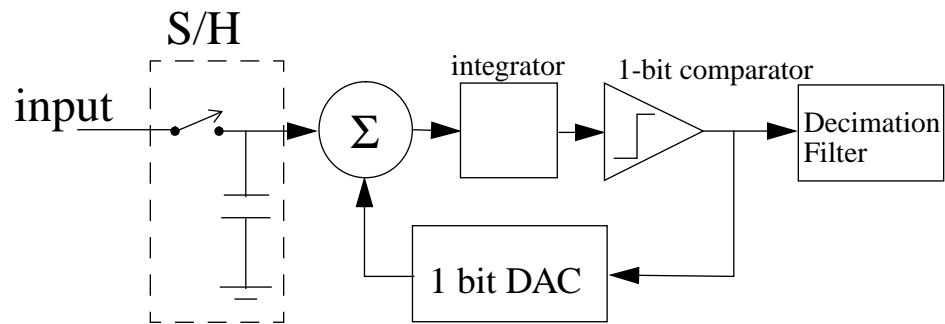 S/H
integrator
1-bit comparator
input
Σ
Decimation
Filter
1 bit DAC